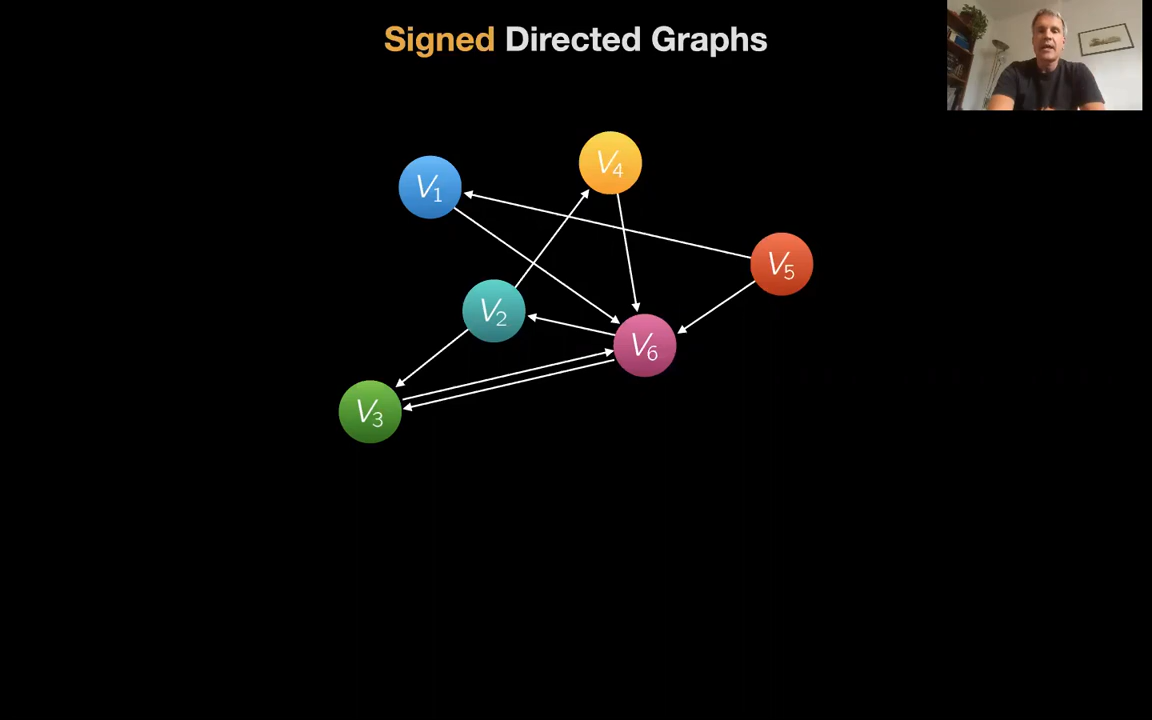 Signed Directed Graphs
V₄
V₁
V₅
V₂
V₆
V₃